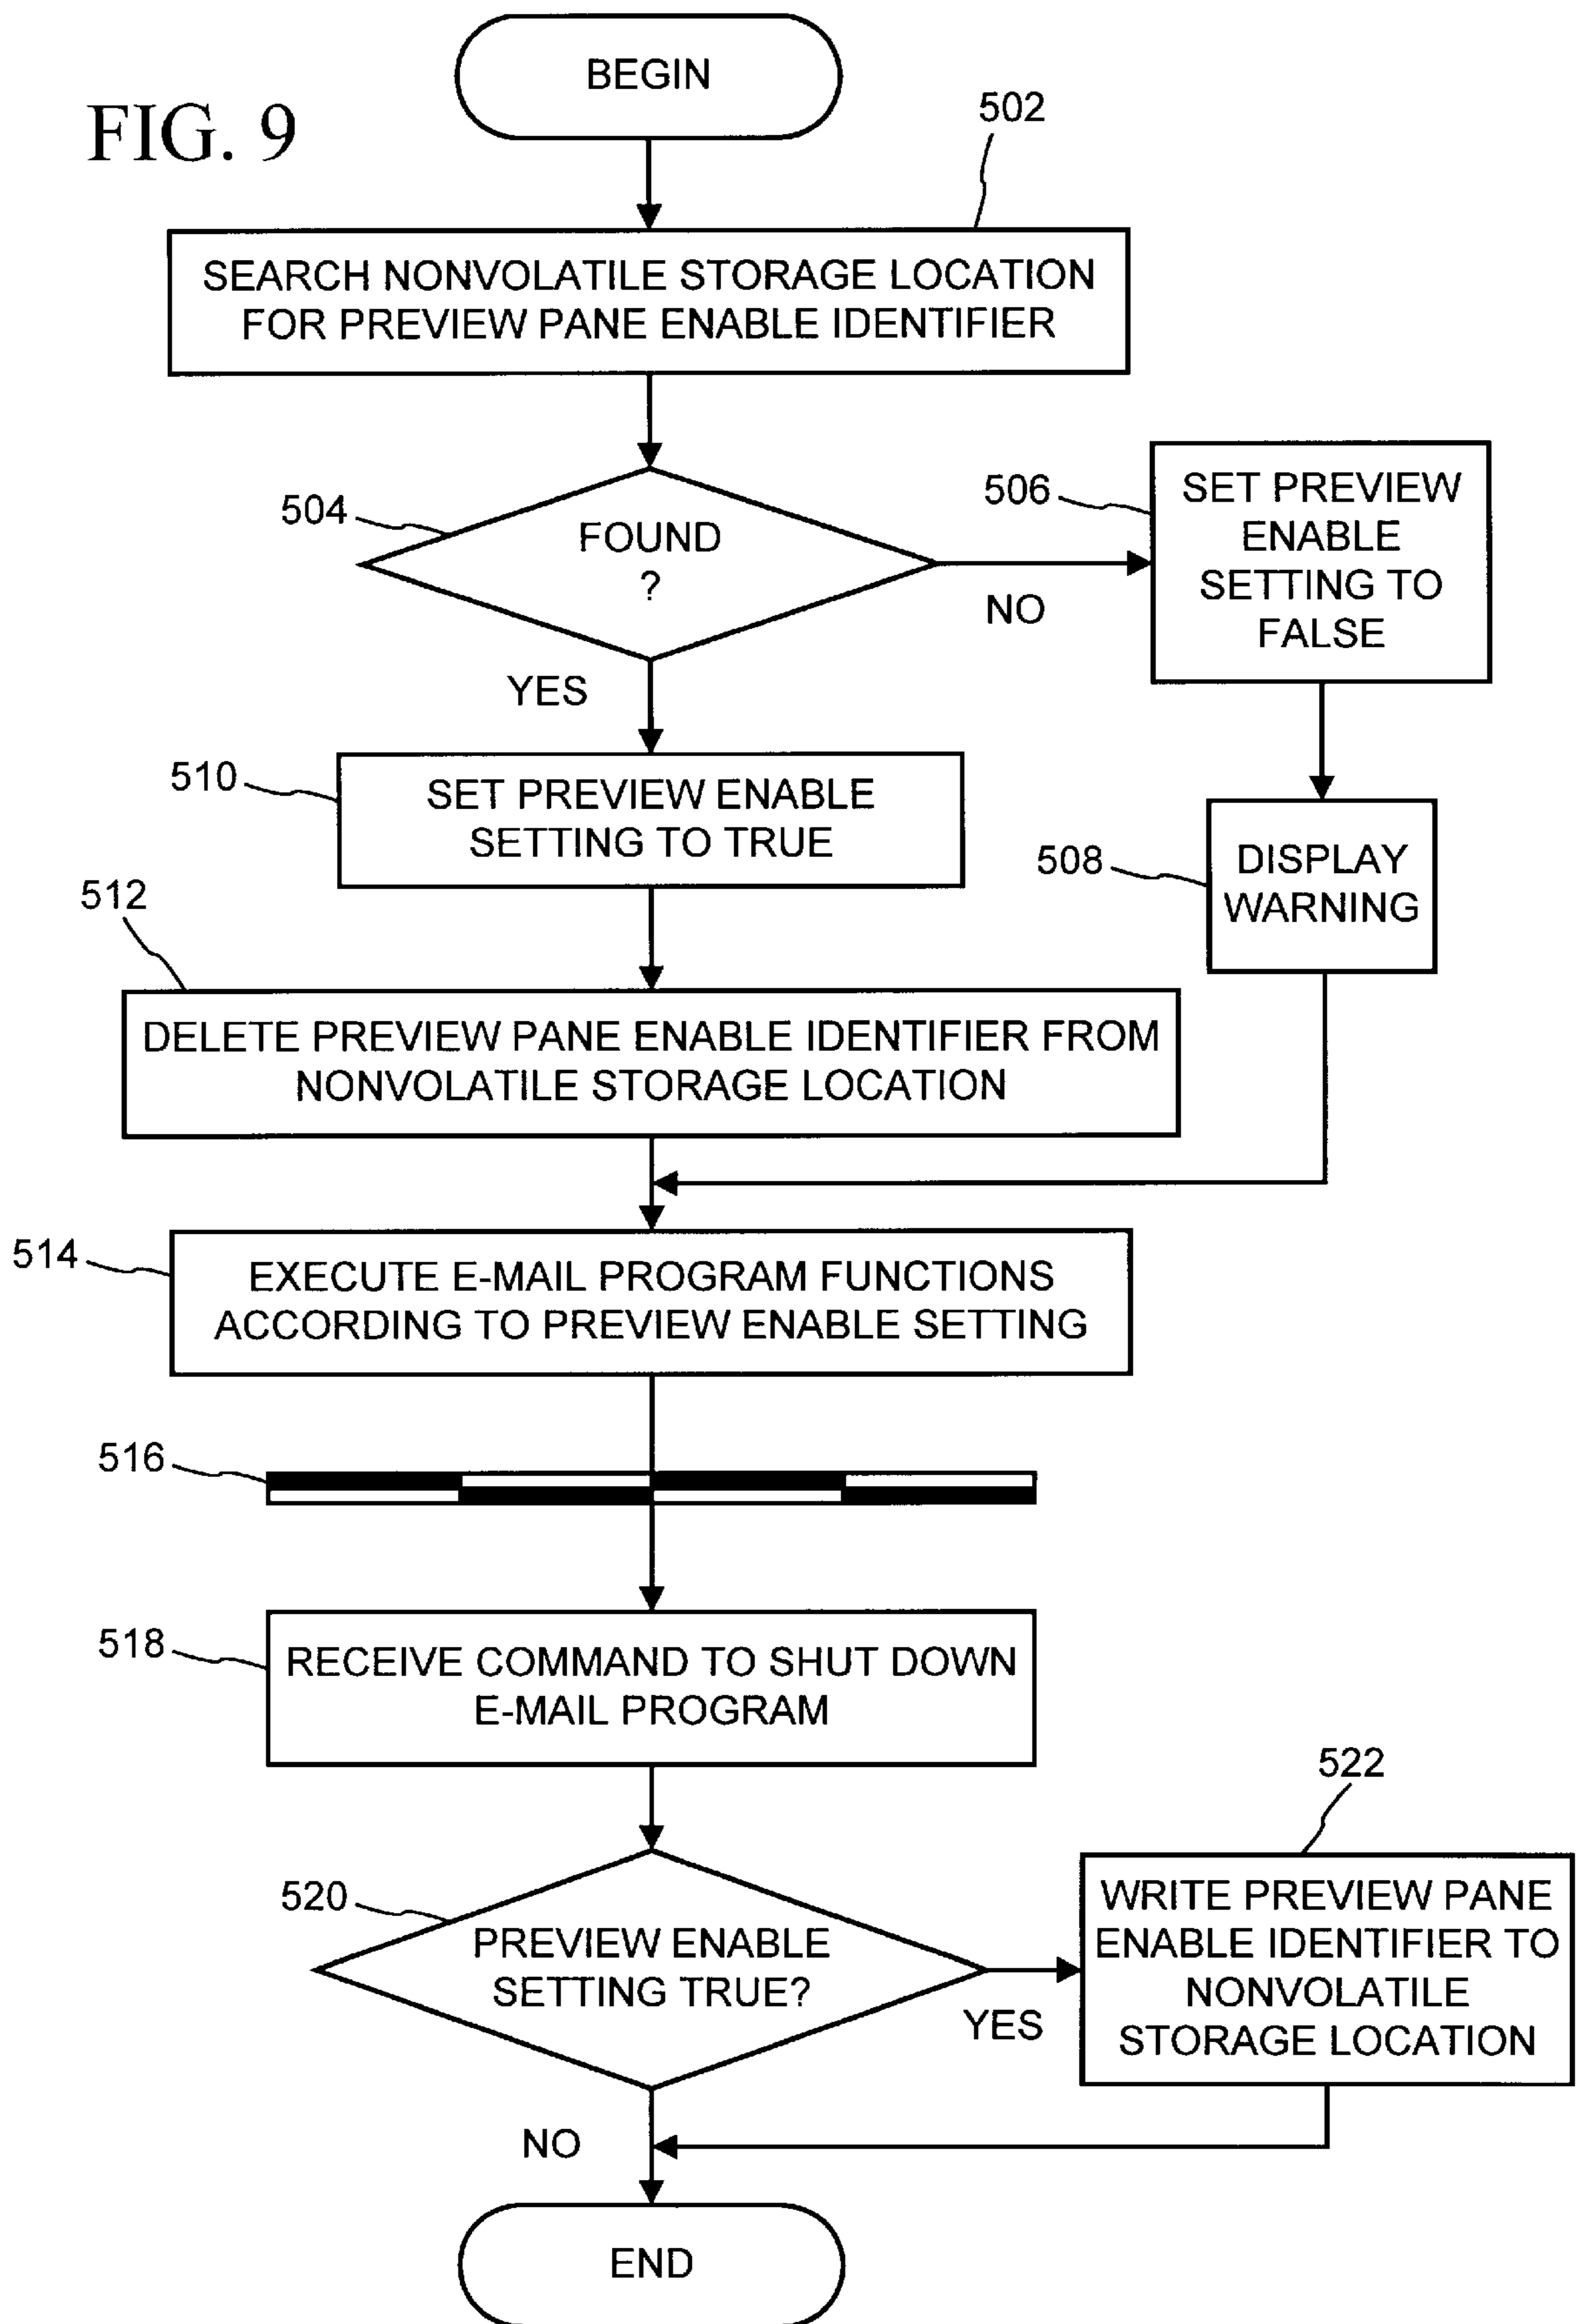 BEGIN
FIG. 9
502
SEARCH NONVOLATILE STORAGE LOCATION
FOR PREVIEW PANE ENABLE IDENTIFIER
504
FOUND
?
NO
YES
506
SET PREVIEW
ENABLE
SETTING TO
FALSE
510
SET PREVIEW ENABLE
SETTING TO TRUE
508
DISPLAY
WARNING
512
DELETE PREVIEW PANE ENABLE IDENTIFIER FROM
NONVOLATILE STORAGE LOCATION
514
EXECUTE E-MAIL PROGRAM FUNCTIONS
ACCORDING TO PREVIEW ENABLE SETTING
516
518
RECEIVE COMMAND TO SHUT DOWN
E-MAIL PROGRAM
520
PREVIEW ENABLE
SETTING TRUE?
YES
522
WRITE PREVIEW PANE
ENABLE IDENTIFIER TO
NONVOLATILE
STORAGE LOCATION
NO
END